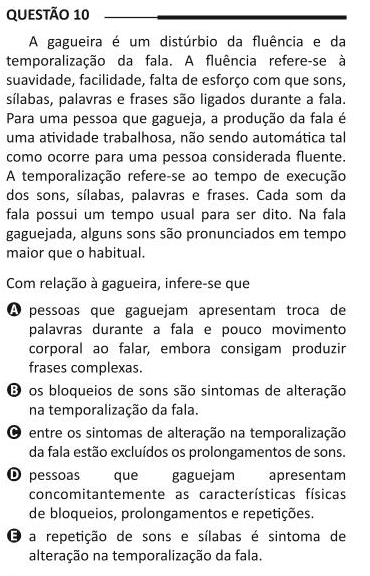 QUESTÃO 10
A gagueira é um distúrbio da fluência e da
temporalização da fala. A fluência refere-se à
suavidade, facilidade, falta de esforço com que sons,
sílabas, palavras e frases são ligados durante a fala.
Para uma pessoa que gagueja, a produção da fala é
uma atividade trabalhosa, não sendo automática tal
como ocorre para uma pessoa considerada fluente.
A temporalização refere-se ao tempo de execução
dos sons, sílabas, palavras e frases. Cada som da
fala possui um tempo usual para ser dito. Na fala
gaguejada, alguns sons são pronunciados em tempo
maior que o habitual.
Com relação à gagueira, infere-se que
A pessoas que gaguejam apresentam troca de
palavras durante a fala e pouco movimento
corporal ao falar, embora consigam produzir
frases complexas.
B os bloqueios de sons são sintomas de alteração
na temporalização da fala.
C entre os sintomas de alteração na temporalização
da fala estão excluídos os prolongamentos de sons.
D pessoas que gaguejam apresentam
concomitantemente as características físicas
de bloqueios, prolongamentos e repetições.
E a repetição de sons e sílabas é sintoma de
alteração na temporalização da fala.